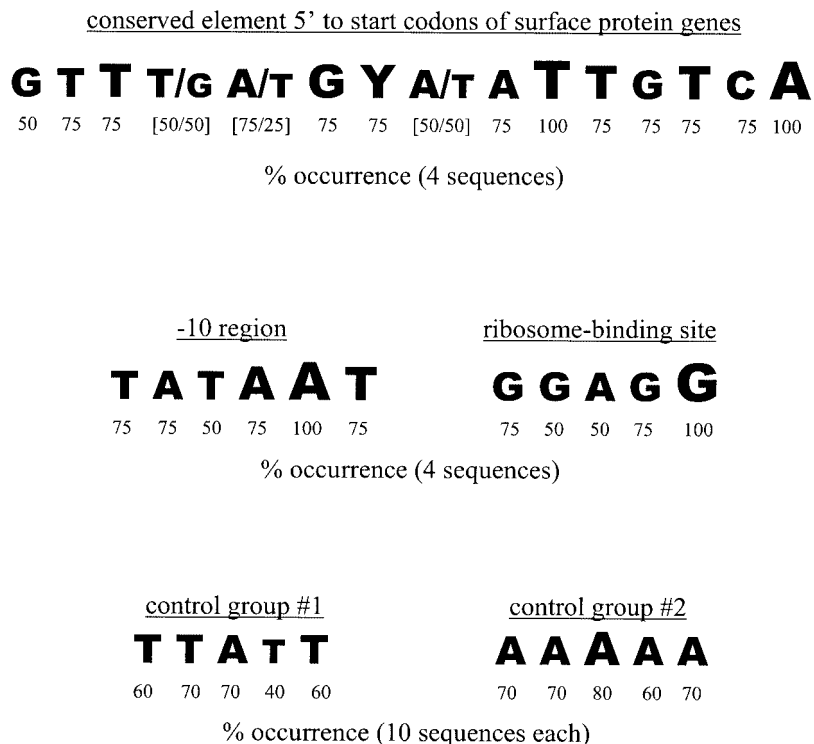 conserved element 5' to start codons of surface protein genes
G T T T/G A/T G Y A/T A T T G T C A
50 75 75 [50/50] [75/25] 75 75 [50/50] 75 100 75 75 75 75 100
% occurrence (4 sequences)
-10 region
T A T A A T
75 75 50 75 100 75
ribosome-binding site
G G A G G
75 50 50 75 100
% occurrence (4 sequences)
control group #1
T T A T T
60 70 70 40 60
control group #2
A A A A A
70 70 80 60 70
% occurrence (10 sequences each)